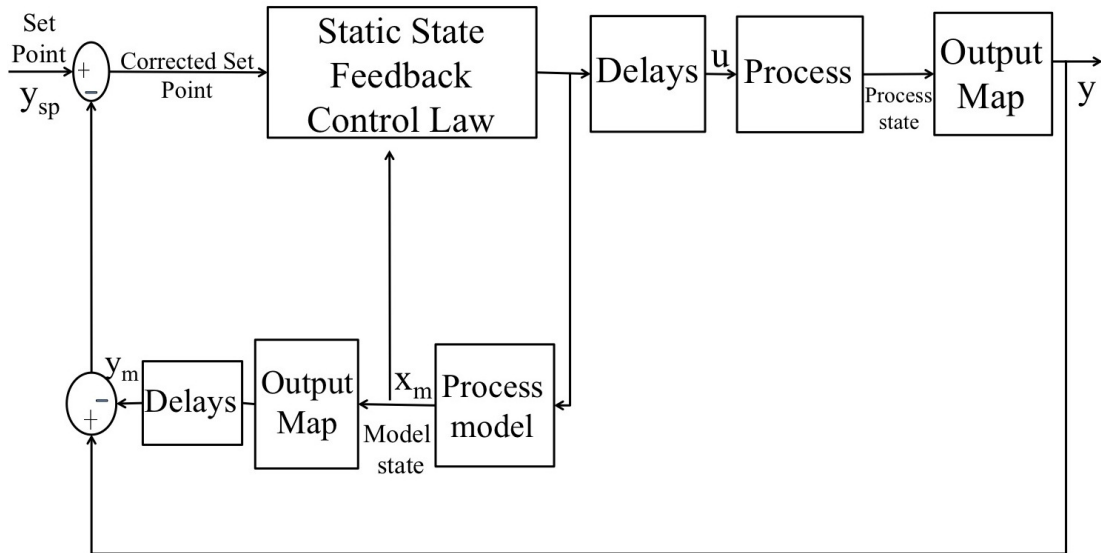 Set
Point
y_sp
+
−
Corrected Set
Point
Static State
Feedback
Control Law
Delays
u
Process
Process
state
Output
Map
y
y_m
−
+
Delays
Output
Map
x_m
Model
state
Process
model